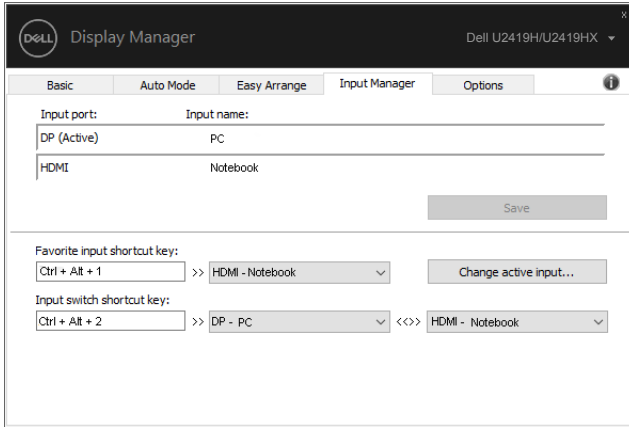 x
DELL Display Manager Dell U2419H/U2419HX
Basic Auto Mode Easy Arrange Input Manager Options i
Input port: Input name:
DP (Active) PC
HDMI Notebook
Save
Favorite input shortcut key:
Ctrl + Alt + 1 >> HDMI - Notebook Change active input...
Input switch shortcut key:
Ctrl + Alt + 2 >> DP - PC <<>> HDMI - Notebook